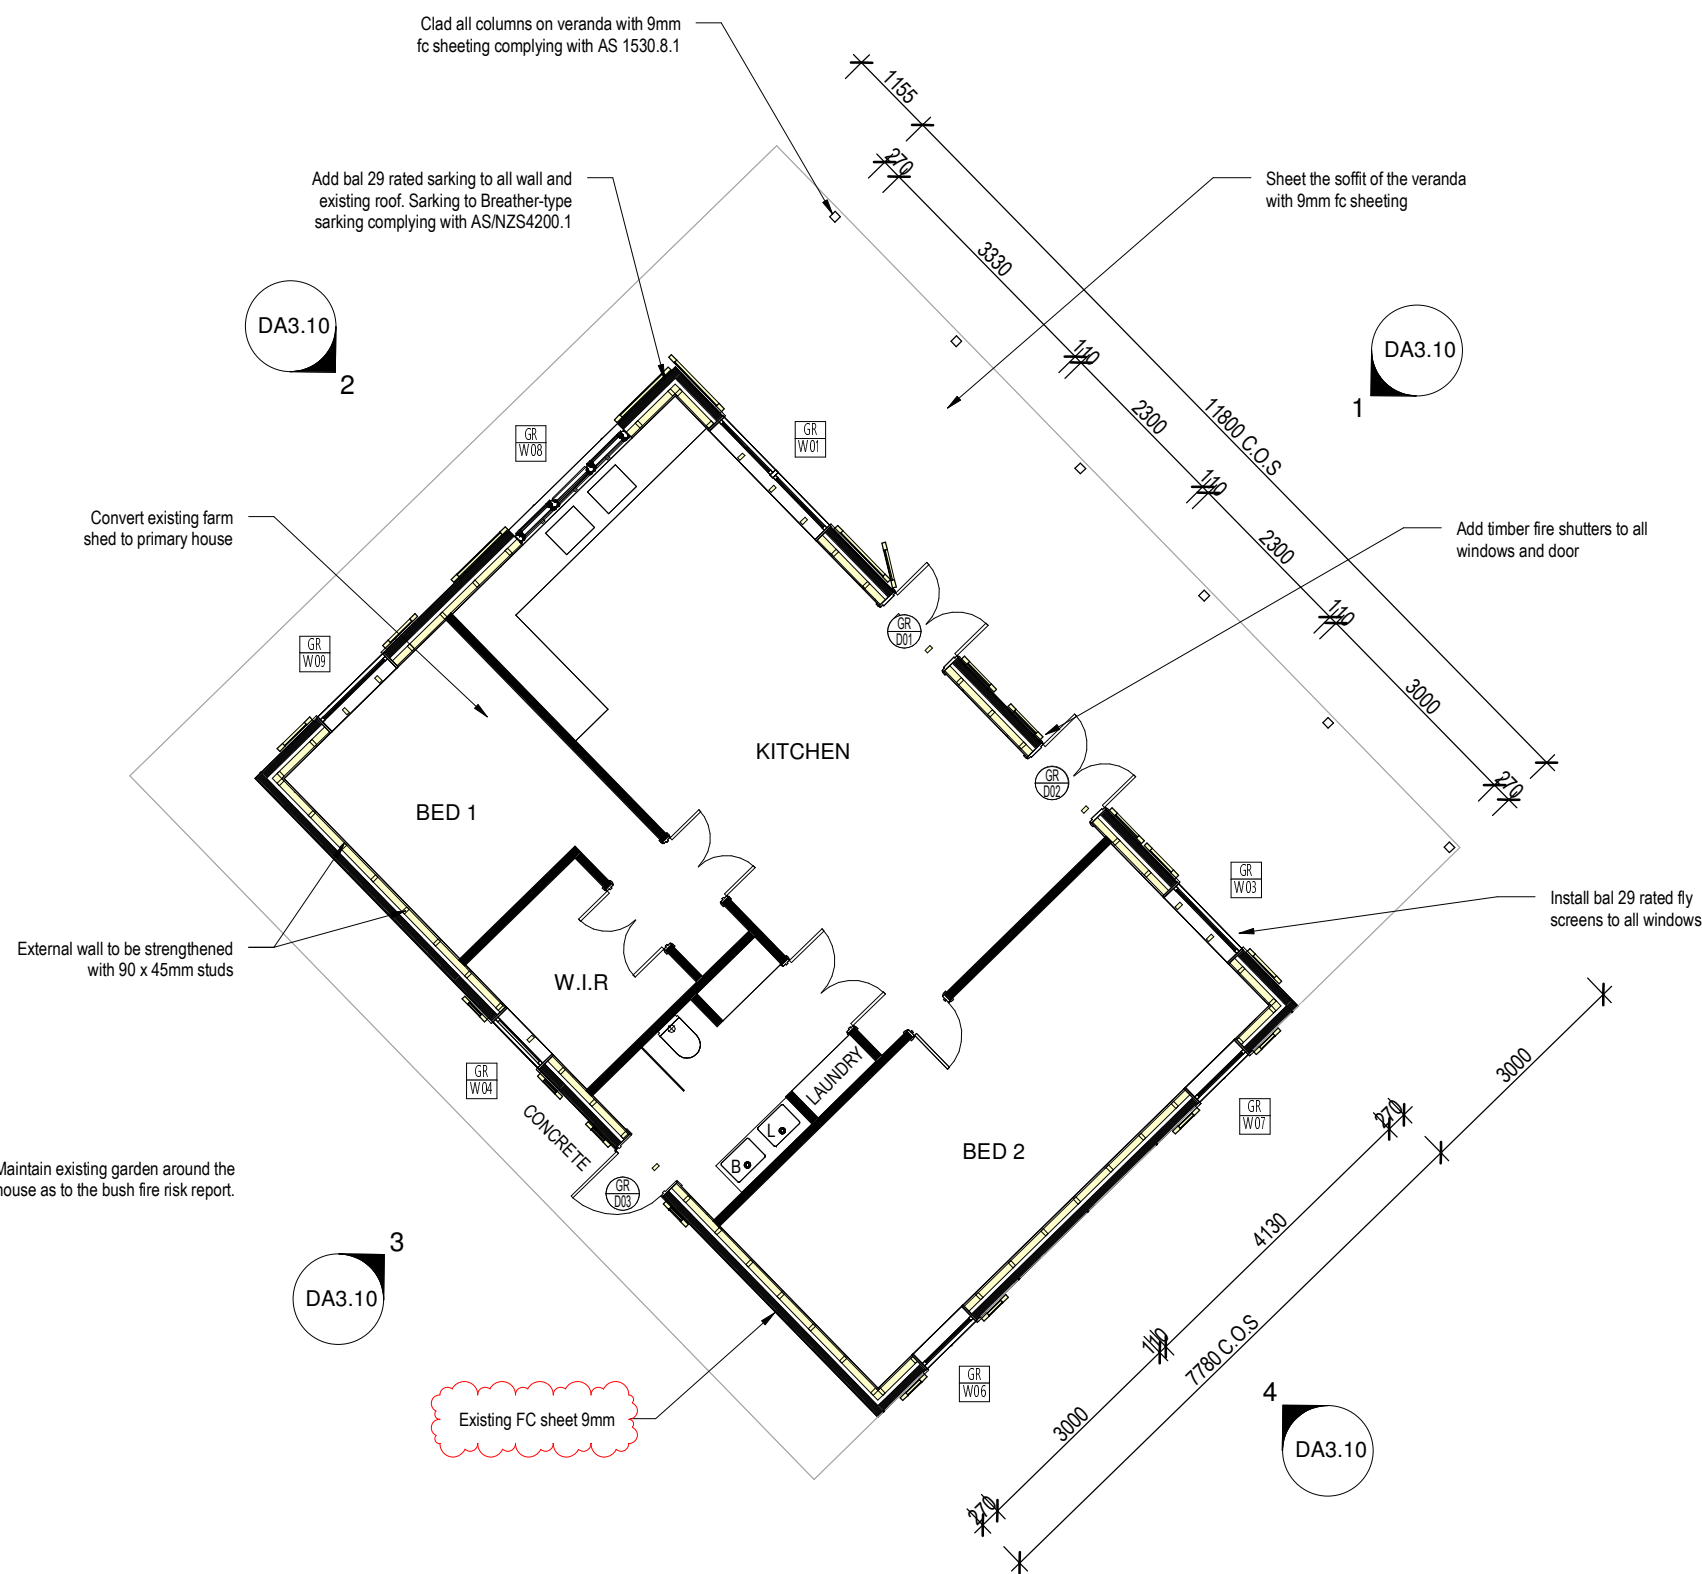 Clad all columns on veranda with 9mm
fc sheeting complying with AS 1530.8.1
1155
270
Add bal 29 rated sarking to all wall and
existing roof. Sarking to Breather-type
sarking complying with AS/NZS4200.1
Sheet the soffit of the veranda
with 9mm fc sheeting
3330
DA3.10
2
DA3.10
1
110
2300
11800 C.O.S
GR
W08
GR
W01
110
2300
Convert existing farm
shed to primary house
Add timber fire shutters to all
windows and door
110
GR
D01
GR
W09
3000
KITCHEN
GR
D02
270
BED 1
GR
W03
Install bal 29 rated fly
screens to all windows
External wall to be strengthened
with 90 x 45mm studs
W.I.R
GR
W04
LAUNDRY
3000
CONCRETE
L
B
270
GR
W07
BED 2
Maintain existing garden around the
house as to the bush fire risk report.
GR
D03
4130
3
DA3.10
110
7780 C.O.S
GR
W06
4
DA3.10
Existing FC sheet 9mm
3000
270